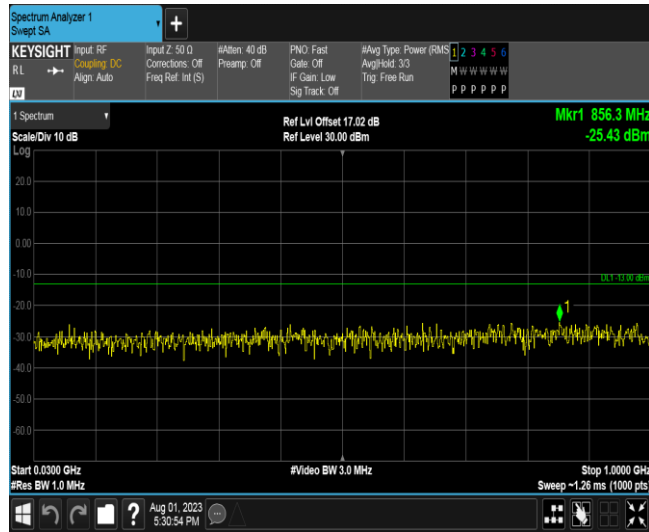 Spectrum Analyzer 1
Swept SA
KEYSIGHT
RL
LXI
Input: RF
Coupling: DC
Align: Auto
Input Z: 50 Ω
Corrections: Off
Freq Ref: Int (S)
#Atten: 40 dB
Preamp: Off
PNO: Fast
Gate: Off
IF Gain: Low
Sig Track: Off
#Avg Type: Power (RMS
Avg|Hold: 3/3
Trig: Free Run
1 2 3 4 5 6
M W W W W W
P P P P P P
1 Spectrum
Scale/Div 10 dB
Log
Ref Lvl Offset 17.02 dB
Ref Level 30.00 dBm
Mkr1 856.3 MHz
-25.43 dBm
20.0
10.0
0.00
-10.0
DL1 -13.00 dBm
-20.0
1
-30.0
-40.0
-50.0
-60.0
Start 0.0300 GHz
#Res BW 1.0 MHz
#Video BW 3.0 MHz
Stop 1.0000 GHz
Sweep ~1.26 ms (1000 pts)
?
Aug 01, 2023
5:30:54 PM